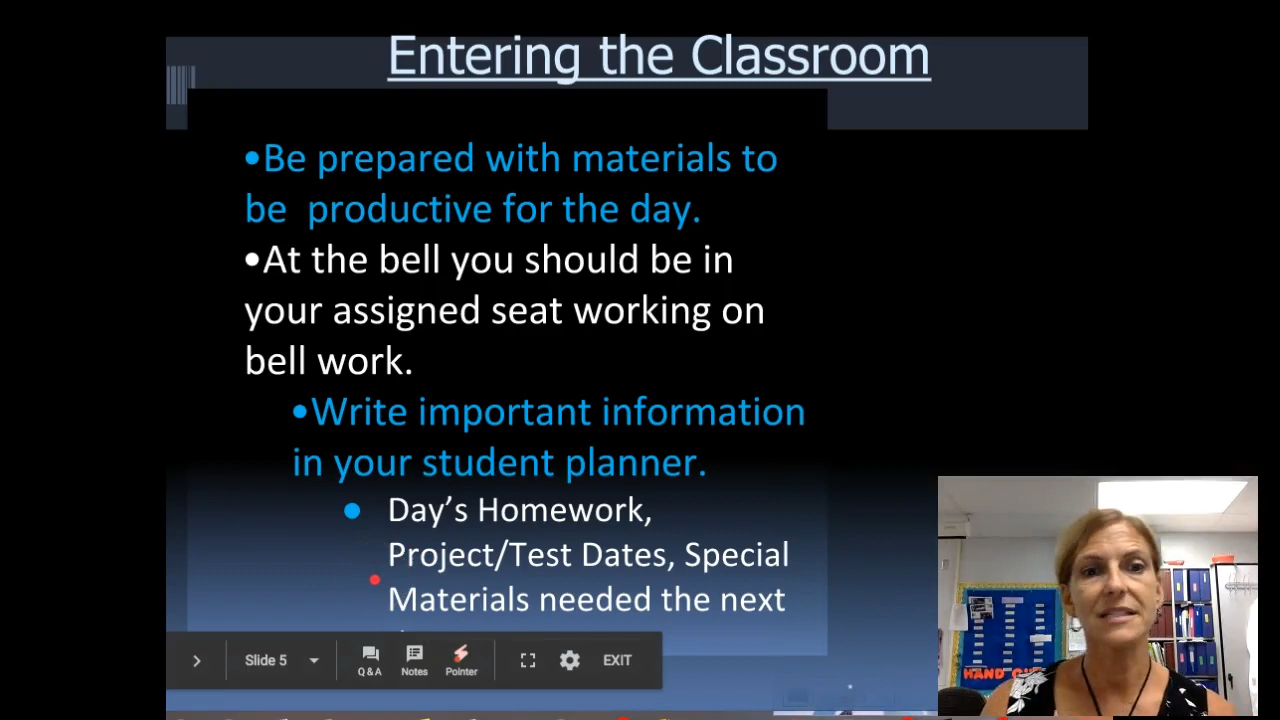 Entering the Classroom
•Be prepared with materials to
be  productive for the day.
•At the bell you should be in
your assigned seat working on
bell work.
•Write important information
in your student planner.
● Day’s Homework,
Project/Test Dates, Special
Materials needed the next
Slide 5
Q & A
Notes
Pointer
EXIT